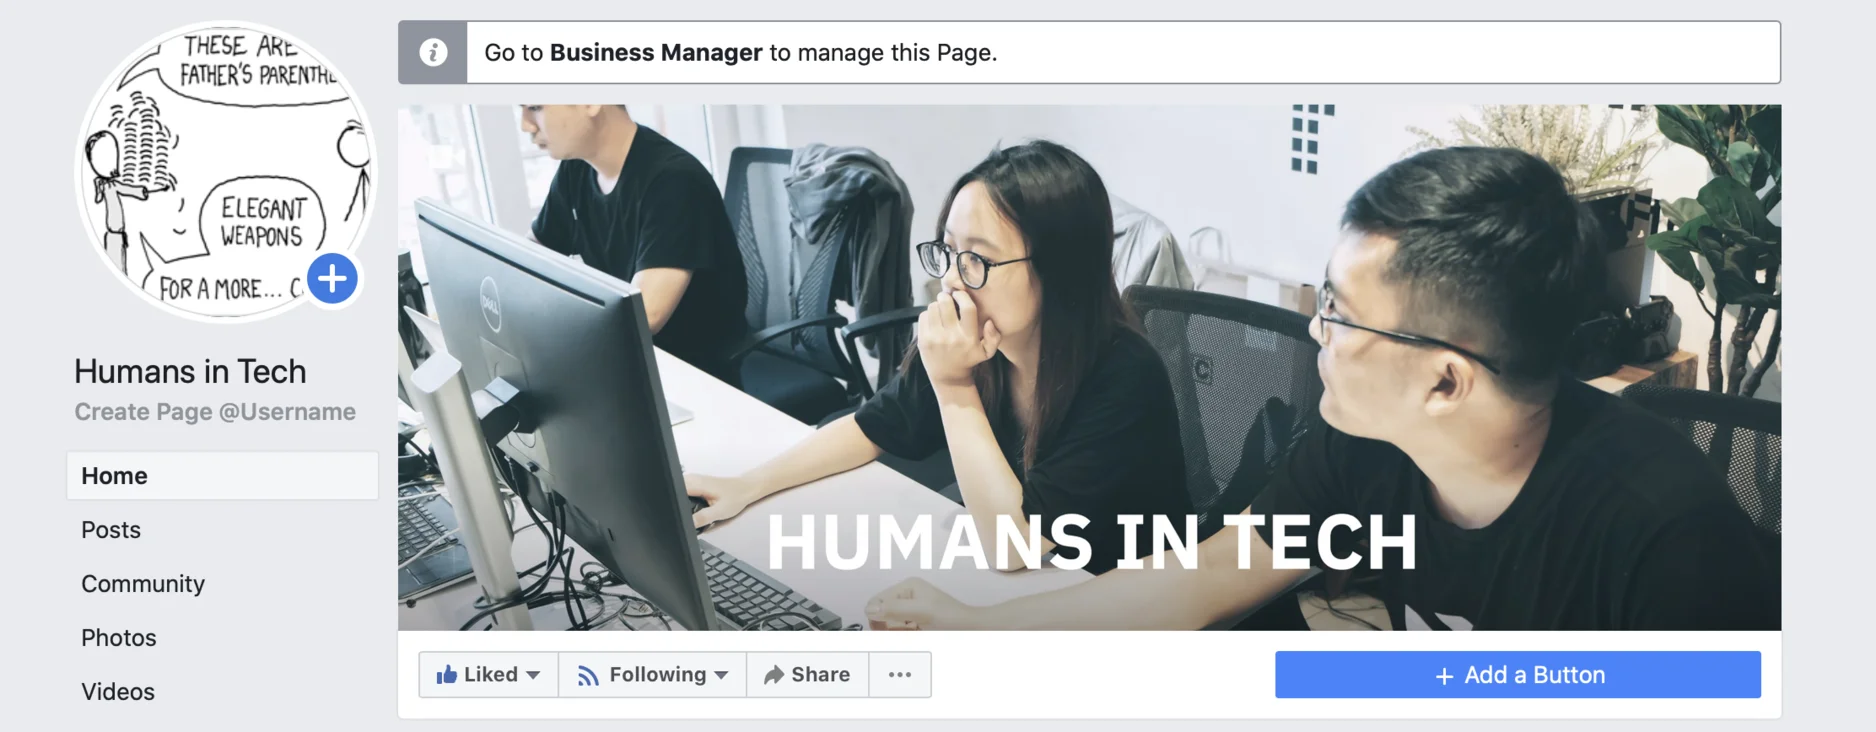 THESE ARE
FATHER'S
ELEGANT
WEAPONS
FOR A MORE...
Humans in Tech
Create Page @Username
Home
Posts
Community
Photos
Videos
Go to Business Manager to manage this Page.
DELL
HUMANS IN TECH
Liked
Following
Share
...
+ Add a Button